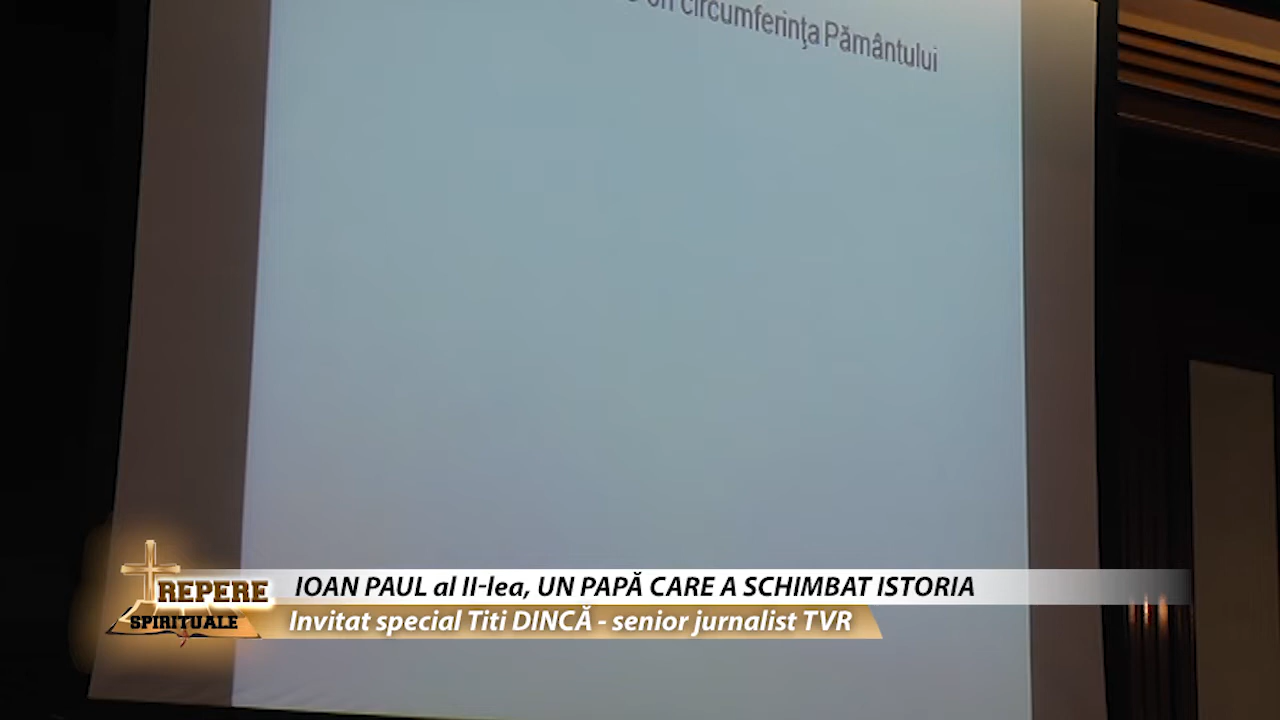 circumferinţa Pământului
REPERE
SPIRITUALE
IOAN PAUL al II-lea, UN PAPĂ CARE A SCHIMBAT ISTORIA
Invitat special Titi DINCĂ - senior jurnalist TVR